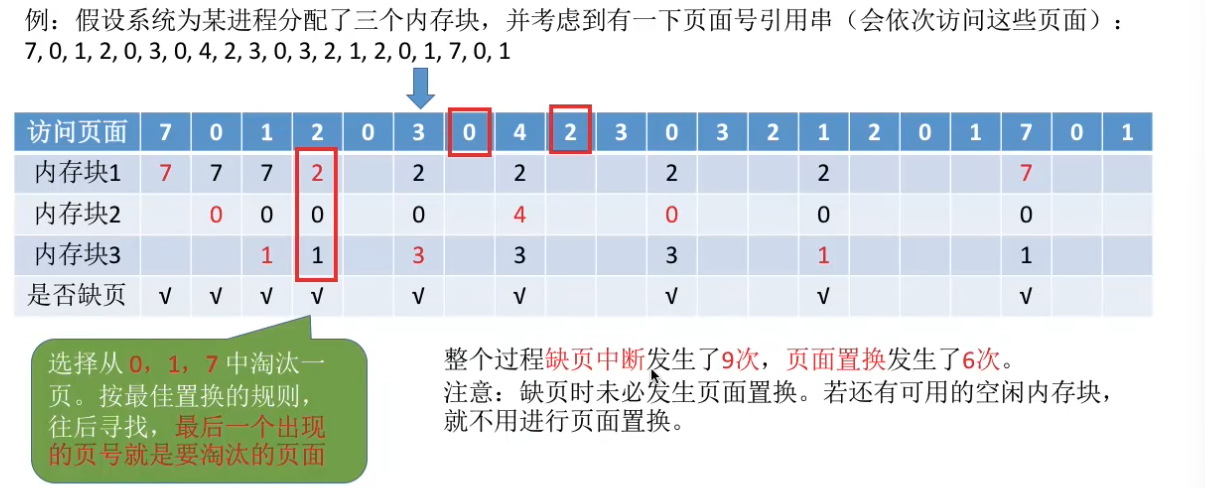 例：假设系统为某进程分配了三个内存块，并考虑到有一下页面号引用串（会依次访问这些页面）：
7, 0, 1, 2, 0, 3, 0, 4, 2, 3, 0, 3, 2, 1, 2, 0, 1, 7, 0, 1
访问页面 7 0 1 2 0 3 0 4 2 3 0 3 2 1 2 0 1 7 0 1
内存块1 7 7 7 2 2 2 2 2 7
内存块2 0 0 0 0 4 0 0 0
内存块3 1 1 3 3 3 1 1
是否缺页 √ √ √ √ √ √ √ √ √
选择从 0，1，7 中淘汰一
页。按最佳置换的规则，
往后寻找，最后一个出现
的页号就是要淘汰的页面
整个过程缺页中断发生了9次，页面置换发生了6次。
注意：缺页时未必发生页面置换。若还有可用的空闲内存块，
就不用进行页面置换。